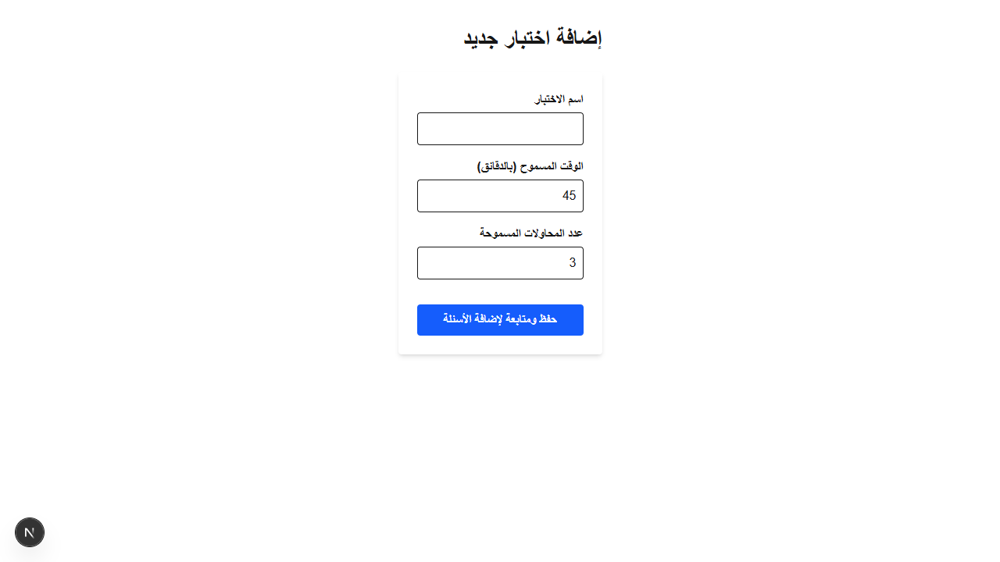 إضافة اختبار جديد
اسم الاختبار
الوقت المسموح (بالدقائق)
45
عدد المحاولات المسموحة
3
حفظ ومتابعة لإضافة الأسئلة
N